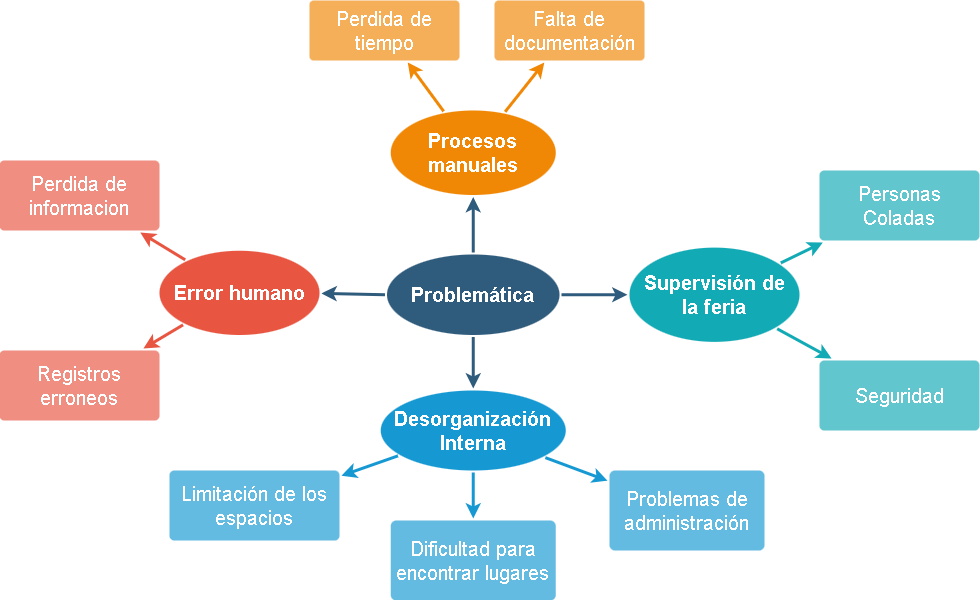 Perdida de
tiempo
Falta de
documentación
Procesos
manuales
Perdida de
informacion
Personas
Coladas
Error humano
Problemática
Supervisión de
la feria
Registros
erroneos
Seguridad
Desorganización
Interna
Limitación de los
espacios
Dificultad para
encontrar lugares
Problemas de
administración